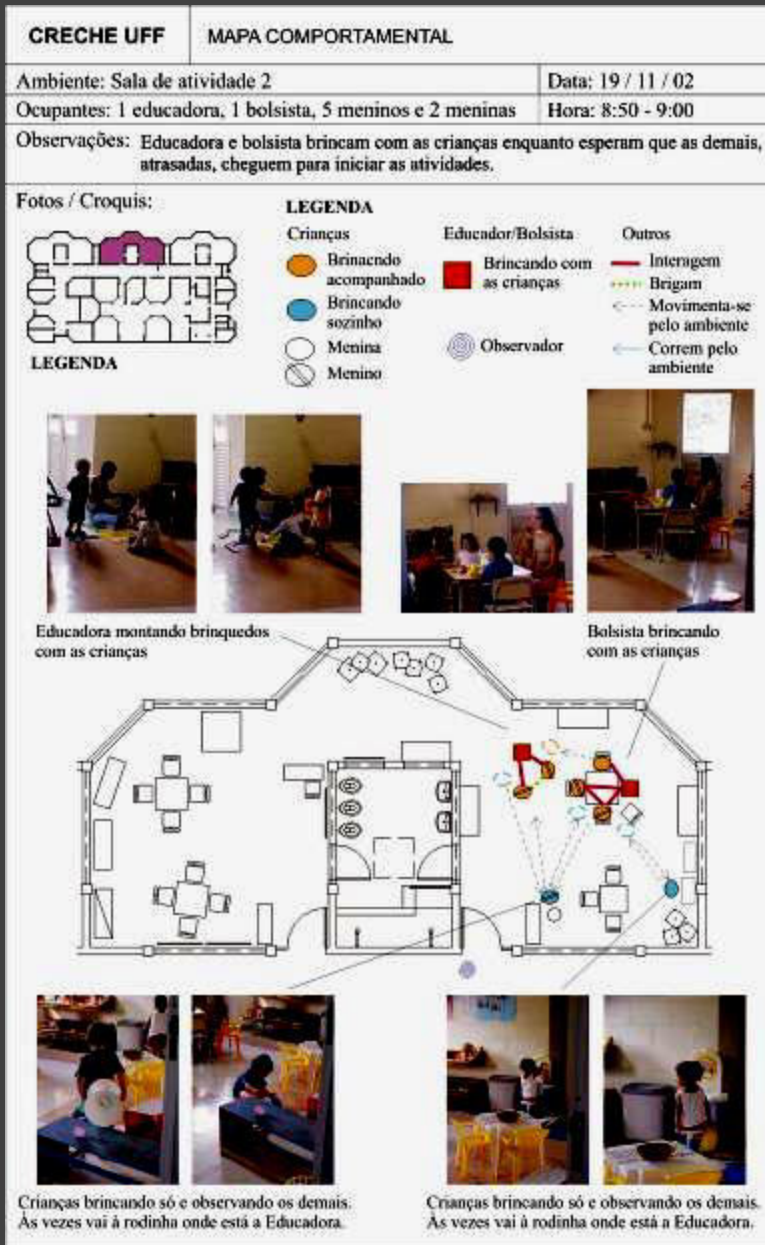 CRECHE UFF
MAPA COMPORTAMENTAL
Ambiente: Sala de atividade 2
Data: 19 / 11 / 02
Ocupantes: 1 educadora, 1 bolsista, 5 meninos e 2 meninas
Hora: 8:50 - 9:00
Observações: Educadora e bolsista brincam com as crianças enquanto esperam que as demais,
atrasadas, cheguem para iniciar as atividades.
Fotos / Croquis:
LEGENDA
LEGENDA
Crianças
Brinacndo
acompanhado
Brincando
sozinho
Menina
Menino
Educador/Bolsista
Brincando com
as crianças
Observador
Outros
Interagem
Brigam
Movimenta-se
pelo ambiente
Correm pelo
ambiente
Educadora montando brinquedos
com as crianças
Bolsista brincando
com as crianças
Crianças brincando só e observando os demais.
Às vezes vai à rodinha onde está a Educadora.
Crianças brincando só e observando os demais.
Às vezes vai à rodinha onde está a Educadora.